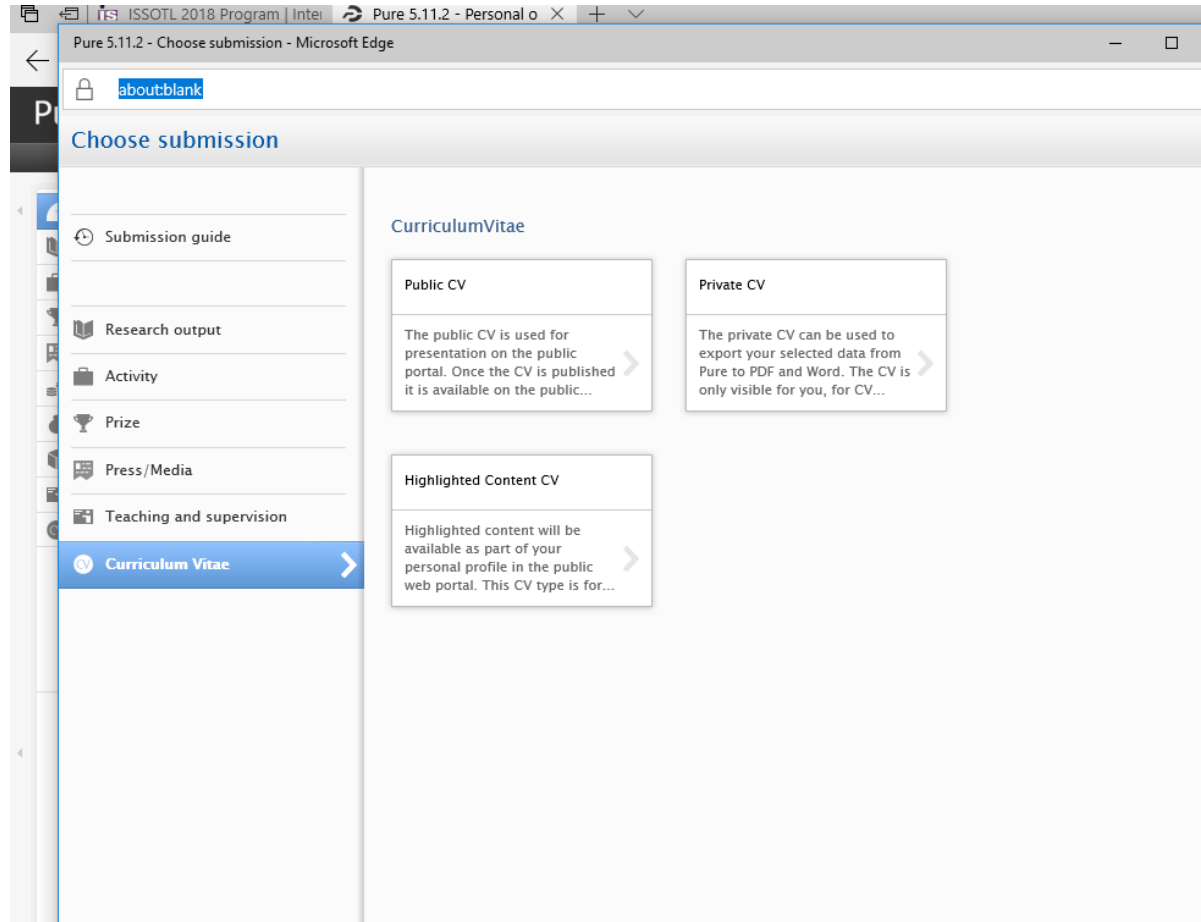 ISSOTL 2018 Program | Inter
Pure 5.11.2 - Personal o
Pure 5.11.2 - Choose submission - Microsoft Edge
about:blank
Choose submission
Submission guide
Research output
Activity
Prize
Press/Media
Teaching and supervision
CV Curriculum Vitae
CurriculumVitae
Public CV
The public CV is used for
presentation on the public
portal. Once the CV is published
it is available on the public...
Private CV
The private CV can be used to
export your selected data from
Pure to PDF and Word. The CV is
only visible for you, for CV...
Highlighted Content CV
Highlighted content will be
available as part of your
personal profile in the public
web portal. This CV type is for...